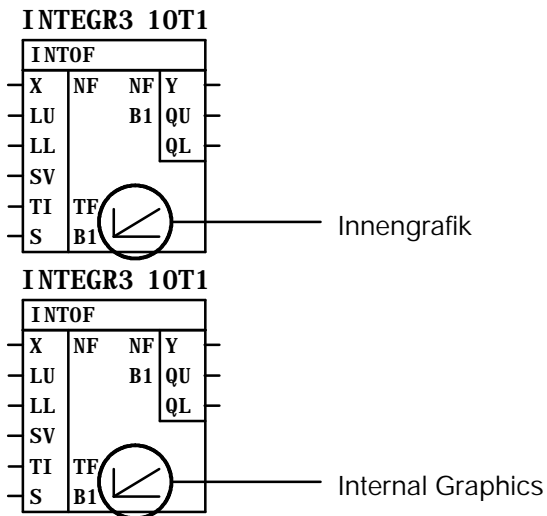 INTEGR3 10T1
INTOF
X NF NF Y
LU B1 QU
LL QL
SV
TI TF
S B1
Innengrafik
INTEGR3 10T1
INTOF
X NF NF Y
LU B1 QU
LL QL
SV
TI TF
S B1
Internal Graphics